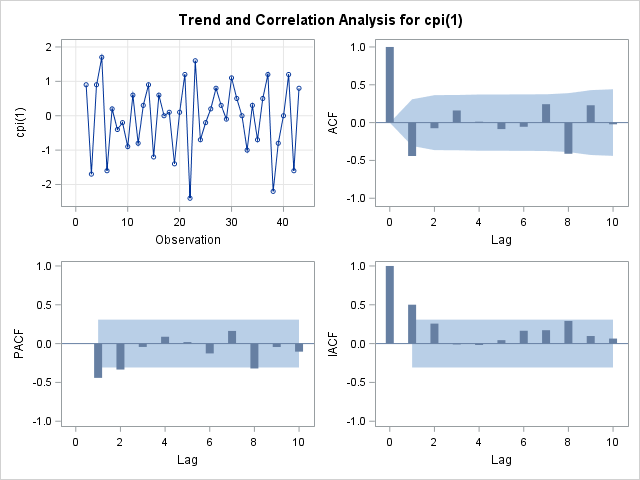 Trend and Correlation Analysis for cpi(1)
2
1
0
-1
-2
cpi(1)
0 10 20 30 40
Observation
1.0
0.5
0.0
-0.5
-1.0
ACF
0 2 4 6 8 10
Lag
1.0
0.5
0.0
-0.5
-1.0
PACF
0 2 4 6 8 10
Lag
1.0
0.5
0.0
-0.5
-1.0
IACF
0 2 4 6 8 10
Lag